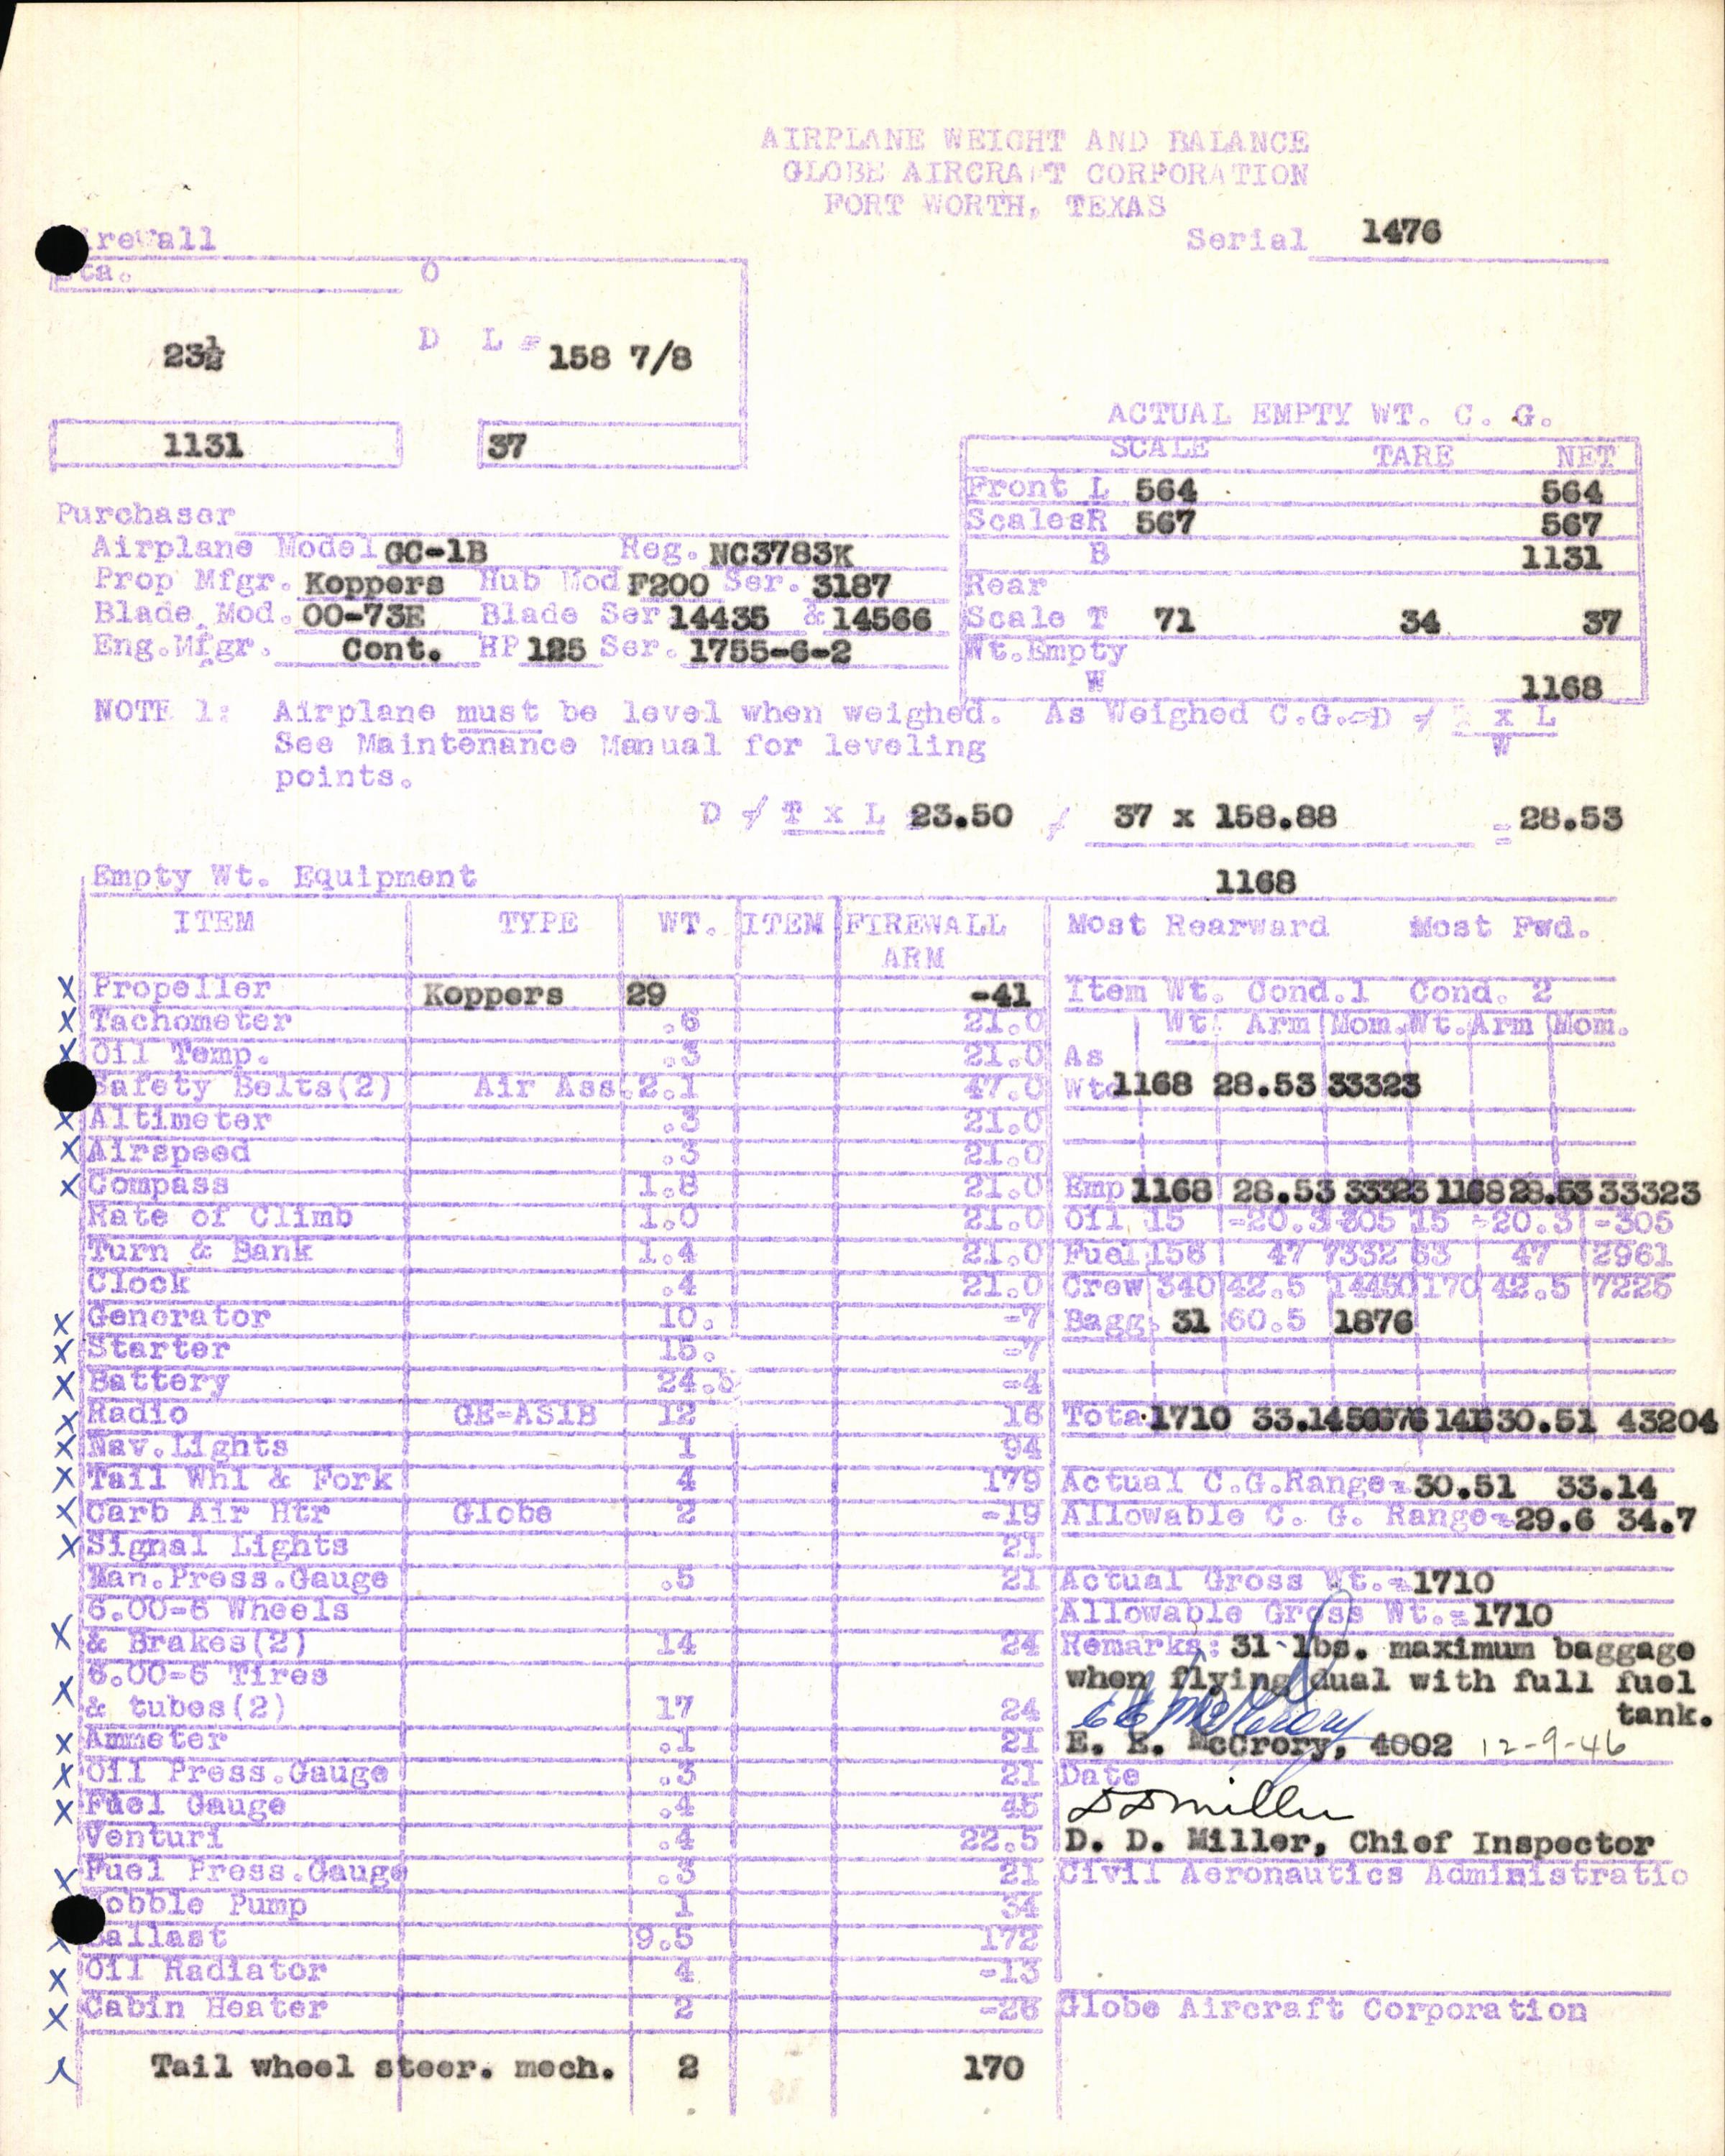 AIRPLANE WEIGHT AND BALANCE
GLOBE AIRCRAFT CORPORATION
FORT WORTH, TEXAS
Serial 1476
Firewall
Sta. O
23½ D L = 158 7/8
1131 37
ACTUAL EMPTY WT. C. G.
SCALE TARE NET
Front L 564 564
Scales R 567 567
B 1131
Rear
Scale T 71 34 37
Wt.Empty
W 1168
Purchaser
Airplane Model GC-1B Reg. NC3783K
Prop Mfgr. Koppers Hub Mod F200 Ser. 3187
Blade Mod. 00-73E Blade Ser 14435 & 14566
Eng.Mfgr. Cont. HP 125 Ser. 1755-6-2
NOTE 1: Airplane must be level when weighed. As Weighed C.G.=D ≠ R x L
See Maintenance Manual for leveling W
points.
D ≠ T x L 23.50 / 37 x 158.88 = 28.53
1168
Empty Wt. Equipment
ITEM TYPE WT. ITEM FIREWALL
ARM
X Propeller Koppers 29 -41
X Tachometer .6 21.0
X Oil Temp. .3 21.0
Safety Belts(2) Air Ass. 2.1 47.0
X Altimeter .3 21.0
X Airspeed .3 21.0
X Compass 1.8 21.0
Rate of Climb 1.0 21.0
Turn & Bank 1.4 21.0
Clock .4 21.0
X Generator 10. -7
X Starter 15. -7
X Battery 24.5 -4
X Radio GE-AS1B 12 16
X Nav.Lights 1 94
X Tail Whl & Fork 4 179
X Carb Air Htr Globe 2 -19
X Signal Lights 21
Man.Press.Gauge .5 21
6.00-6 Wheels
X & Brakes(2) 14 24
6.00-6 Tires
X & tubes(2) 17 24
X Ammeter .1 21
X Oil Press.Gauge .3 21
X Fuel Gauge .4 45
Venturi .4 22.5
X Fuel Press.Gauge .3 21
Wobble Pump 1 34
X Ballast 9.5 172
X Oil Radiator 4 -13
X Cabin Heater 2 -26
X Tail wheel steer. mech. 2 170
Most Rearward Most Fwd.
Item Wt. Cond.1 Cond. 2
Wt. Arm Mom. Wt. Arm Mom.
As
Wtd 1168 28.53 33323
Emp 1168 28.53 33323 1168 28.53 33323
Oil 15 -20.3 -305 15 -20.3 -305
Fuel 156 47 7332 63 47 2961
Crew 340 42.5 14450 170 42.5 7225
Bagg. 31 60.5 1876
Total 1710 33.14 56676 1416 30.51 43204
Actual C.G.Range= 30.51 33.14
Allowable C. G. Range= 29.6 34.7
Actual Gross Wt.= 1710
Allowable Gross Wt.= 1710
Remarks: 31 lbs. maximum baggage
when flying dual with full fuel
tank.
E E McCrory
E. E. McCrory, 4002 12-9-46
Date
D D Miller
D. D. Miller, Chief Inspector
Civil Aeronautics Administratio
Globe Aircraft Corporation